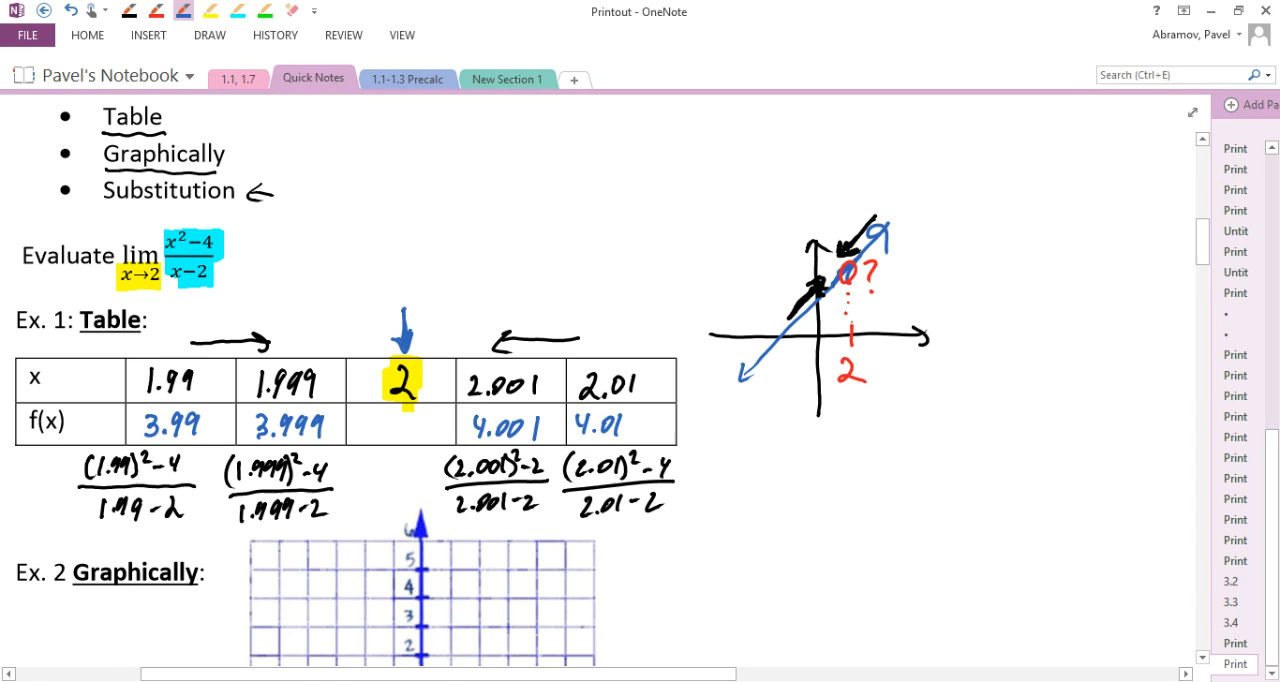 Printout - OneNote
?
FILE HOME INSERT DRAW HISTORY REVIEW VIEW
Abramov, Pavel
Pavel's Notebook
1.1, 1.7
Quick Notes
1.1-1.3 Precalc
New Section 1
+
Search (Ctrl+E)
Add Pa
• Table
• Graphically
• Substitution ←
Evaluate lim x→2 x²−4 / x−2
Ex. 1: Table:
x 1.99 1.999 2 2.001 2.01
f(x) 3.99 3.999 4.001 4.01
(1.99)²−4 / 1.99−2
(1.999)²−4 / 1.999−2
(2.001)²−2 / 2.001−2
(2.01)²−4 / 2.01−2
?
2
Ex. 2 Graphically:
6
5
4
3
2
Print
Print
Print
Print
Untit
Print
Untit
Print
Print
Print
Print
Print
Print
Print
Print
Print
Print
Print
Print
3.2
3.3
3.4
Print
Print